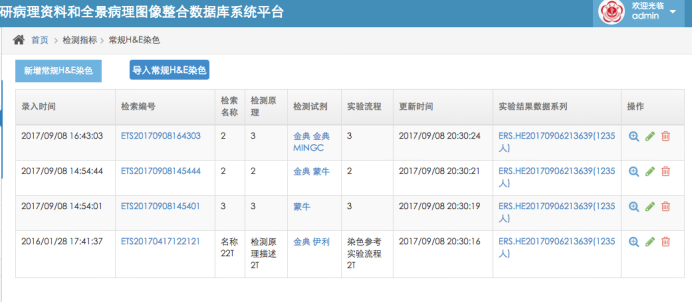 研病理资料和全景病理图像整合数据库系统平台
欢迎光临
admin
首页 > 检测指标 > 常规H&E染色
新增常规H&E染色 导入常规H&E染色
录入时间 检索编号 检索名称 检测原理 检测试剂 实验流程 更新时间 实验结果数据系列 操作
2017/09/08 16:43:03 ETS20170908164303 2 3 金典 金典 MINGC 3 2017/09/08 20:30:24 ERS.HE20170906213639(1235人)
2017/09/08 14:54:44 ETS20170908145444 2 2 金典 蒙牛 2 2017/09/08 20:30:21 ERS.HE20170906213639(1235人)
2017/09/08 14:54:01 ETS20170908145401 3 3 蒙牛 3 2017/09/08 20:30:19 ERS.HE20170906213639(1235人)
2016/01/28 17:41:37 ETS20170417122121 名称22T 检测原理描述2T 金典 伊利 染色参考实验流程2T 2017/09/08 20:30:16 ERS.HE20170906213639(1235人)